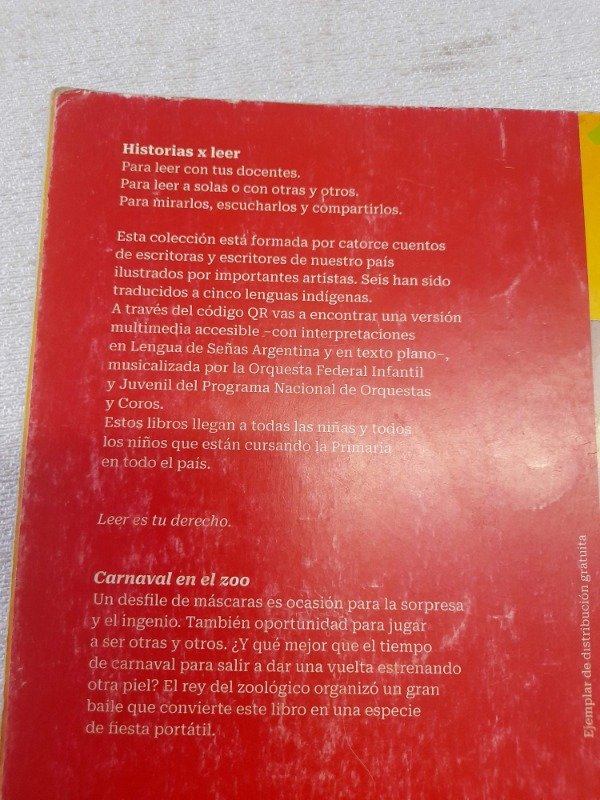 Historias x leer
Para leer con tus docentes.
Para leer a solas o con otras y otros.
Para mirarlos, escucharlos y compartirlos.
Esta colección está formada por catorce cuentos
de escritoras y escritores de nuestro país
ilustrados por importantes artistas. Seis han sido
traducidos a cinco lenguas indígenas.
A través del código QR vas a encontrar una versión
multimedia accesible –con interpretaciones
en Lengua de Señas Argentina y en texto plano–,
musicalizada por la Orquesta Federal Infantil
y Juvenil del Programa Nacional de Orquestas
y Coros.
Estos libros llegan a todas las niñas y todos
los niños que están cursando la Primaria
en todo el país.
Leer es tu derecho.
Carnaval en el zoo
Un desfile de máscaras es ocasión para la sorpresa
y el ingenio. También oportunidad para jugar
a ser otras y otros. ¿Y qué mejor que el tiempo
de carnaval para salir a dar una vuelta estrenando
otra piel? El rey del zoológico organizó un gran
baile que convierte este libro en una especie
de fiesta portátil.
Ejemplar de distribución gratuita